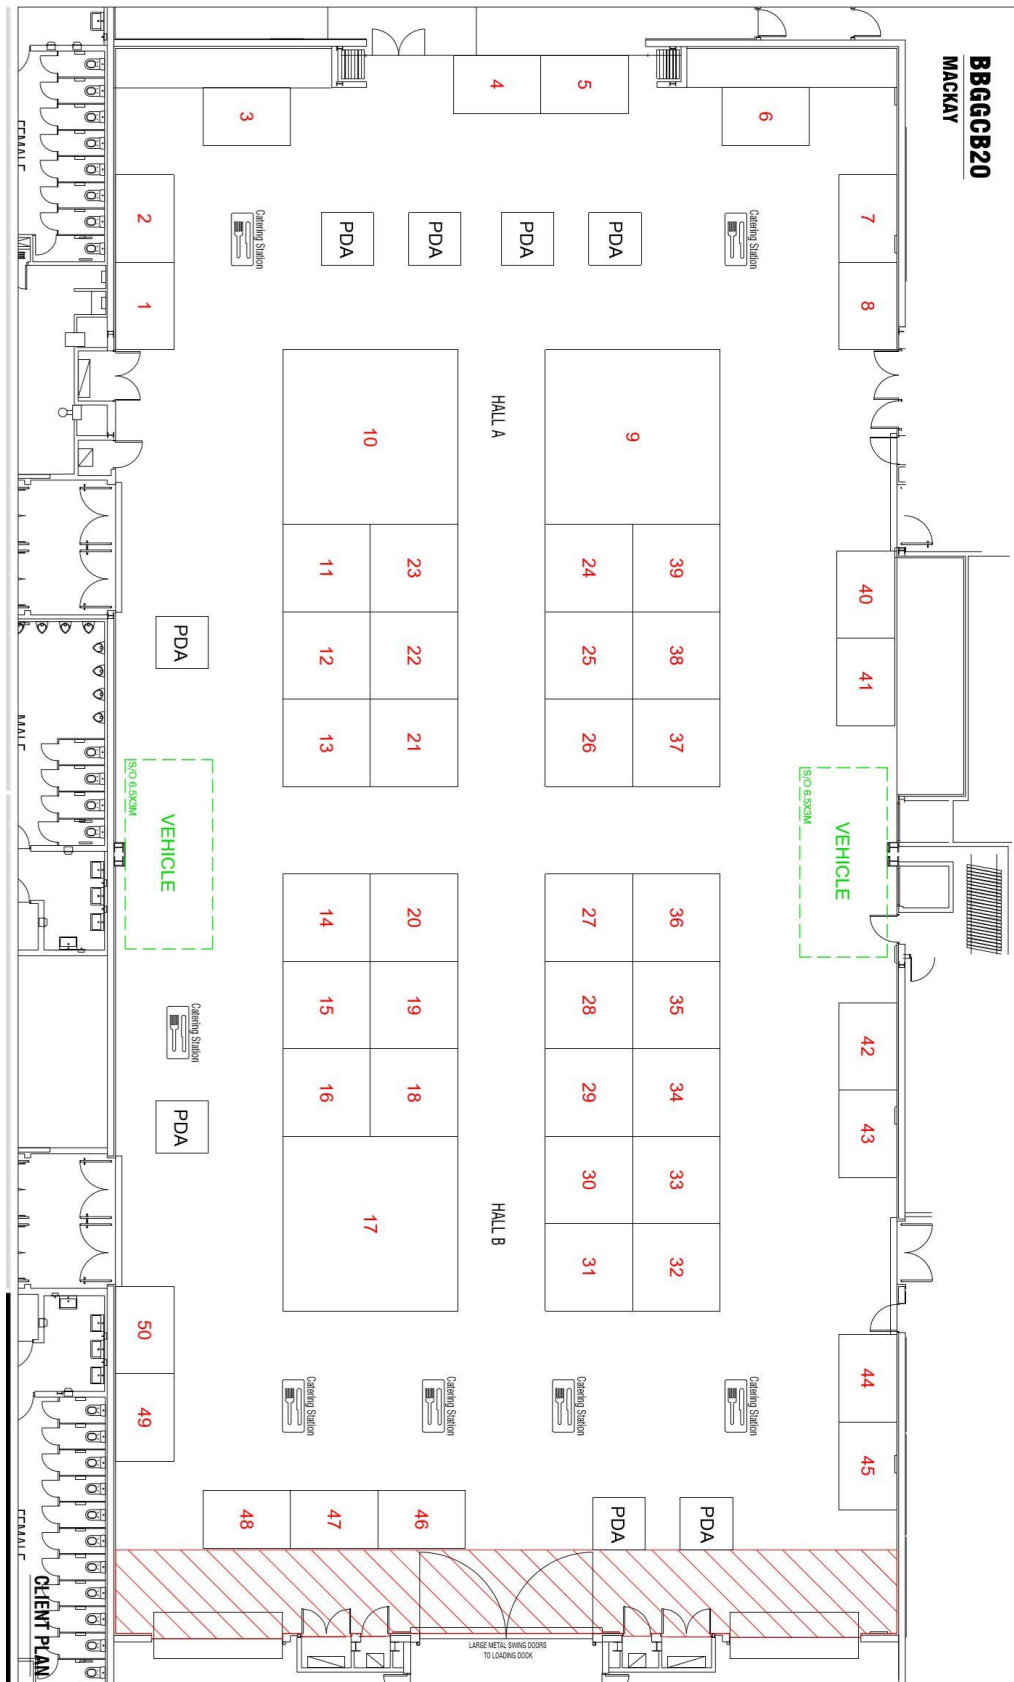 BBGGCB20
MACKAY
4
5
3
6
2
7
Catering Station
PDA
PDA
PDA
PDA
Catering Station
1
8
FEMALE
10
HALL A
9
11
23
24
39
40
PDA
12
22
25
38
41
13
21
26
37
MALE
S/O 6.5X3M
VEHICLE
S/O 6.5X3M
VEHICLE
14
20
27
36
15
19
28
35
42
Catering Station
16
18
29
34
43
PDA
17
HALL B
30
33
31
32
50
44
49
Catering Station
Catering Station
Catering Station
Catering Station
45
48
47
46
PDA
PDA
FEMALE
LARGE METAL SWING DOORS
TO LOADING DOCK
CLIENT PLAN